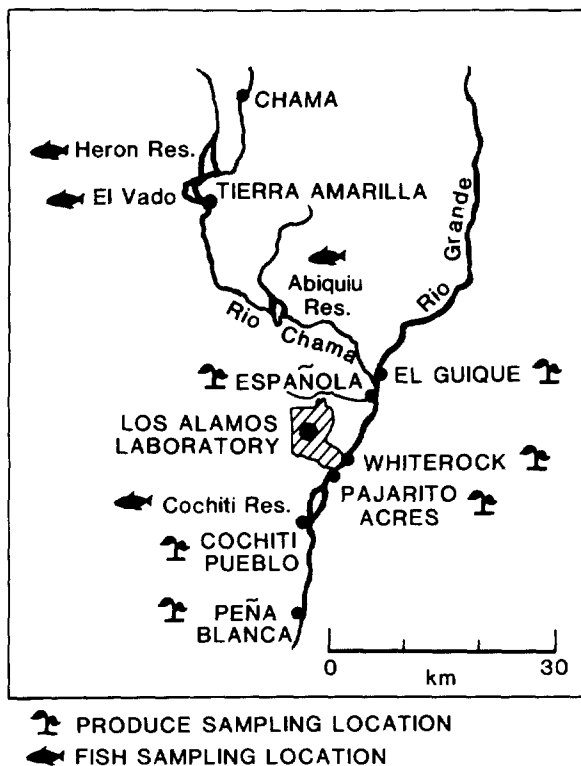 CHAMA
Heron Res.
El Vado
TIERRA AMARILLA
Rio Grande
Abiquiu
Res.
Rio Chama
ESPAÑOLA
EL GUIQUE
LOS ALAMOS
LABORATORY
WHITEROCK
PAJARITO
ACRES
Cochiti Res.
COCHITI
PUEBLO
PEÑA
BLANCA
0 30
km
PRODUCE SAMPLING LOCATION
FISH SAMPLING LOCATION